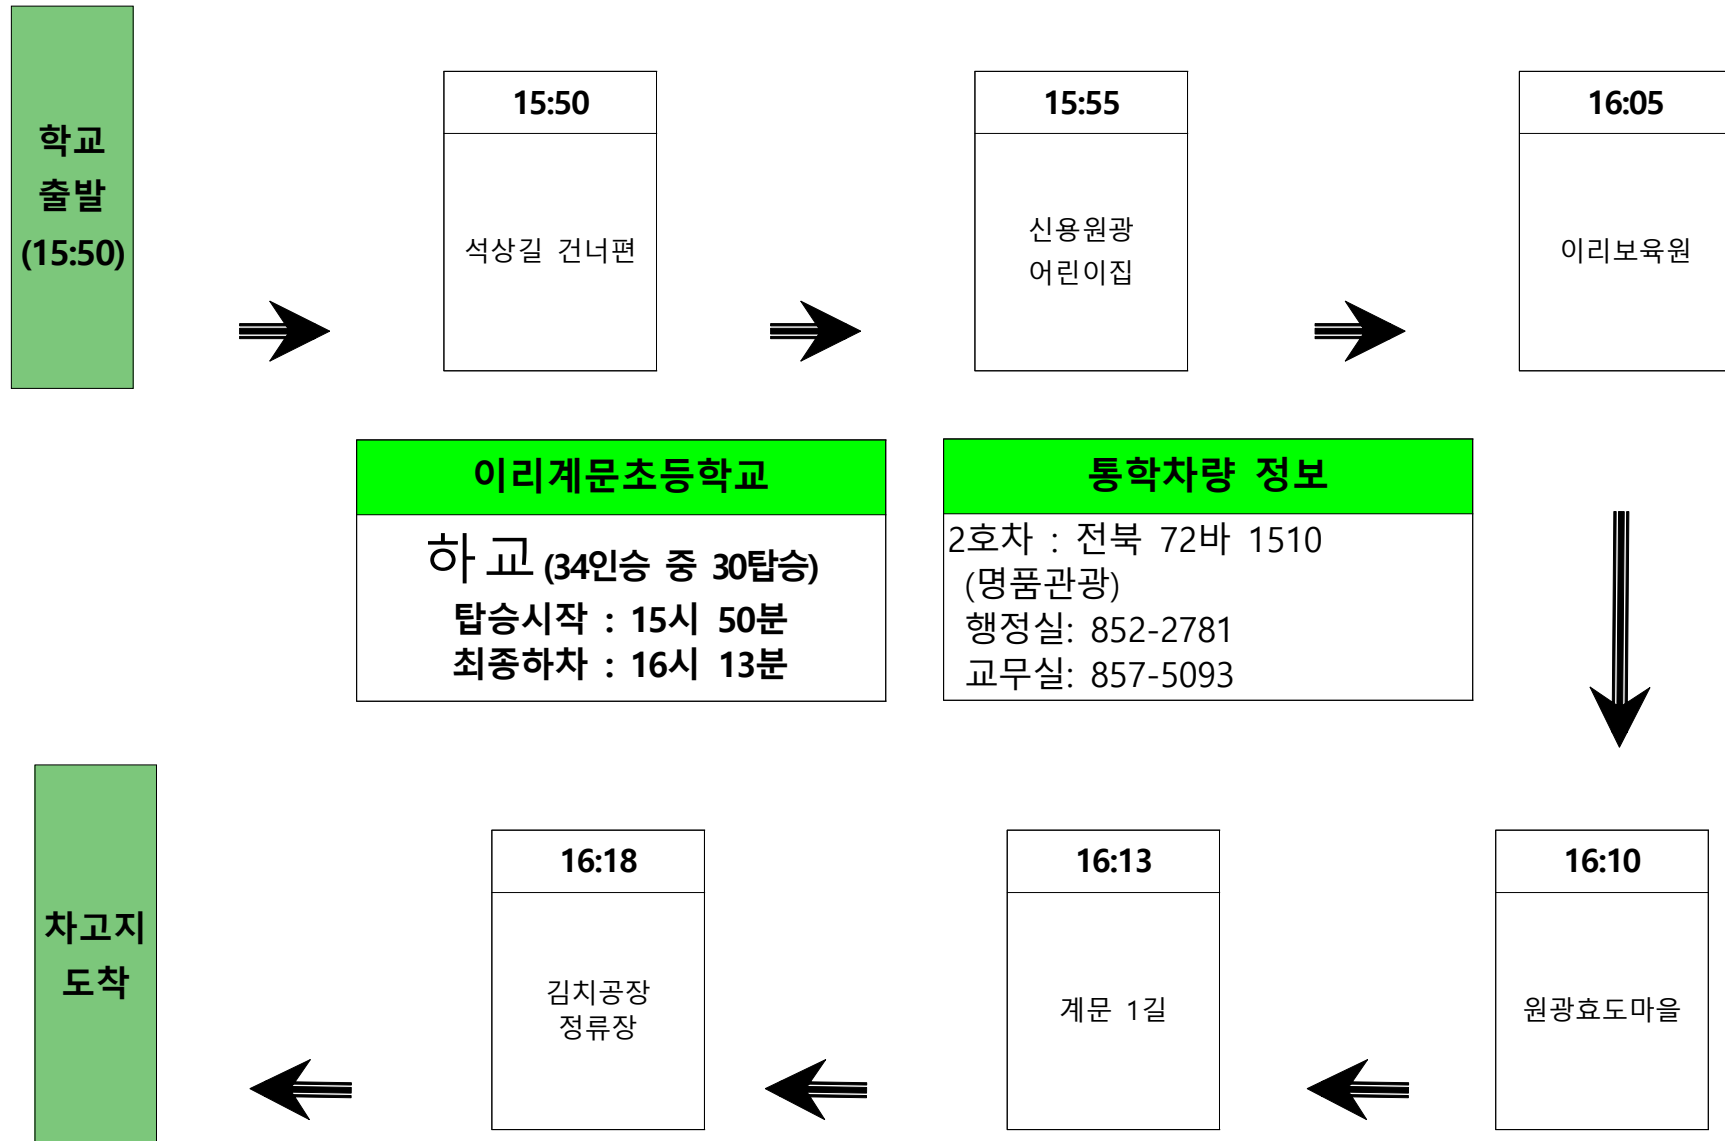 학교
출발
(15:50)
15:50
석상길 건너편
15:55
신용원광
어린이집
16:05
이리보육원
이리계문초등학교
하교(34인승 중 30탑승)
탑승시작 : 15시 50분
최종하차 : 16시 13분
통학차량 정보
2호차 : 전북 72바 1510
(명품관광)
행정실: 852-2781
교무실: 857-5093
16:10
원광효도마을
16:13
계문 1길
16:18
김치공장
정류장
차고지
도착